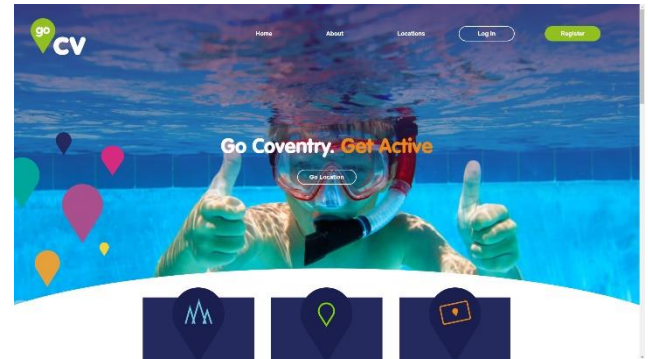 go
CV
Home
About
Locations
Log In
Register
Go Coventry. Get Active
Go Location